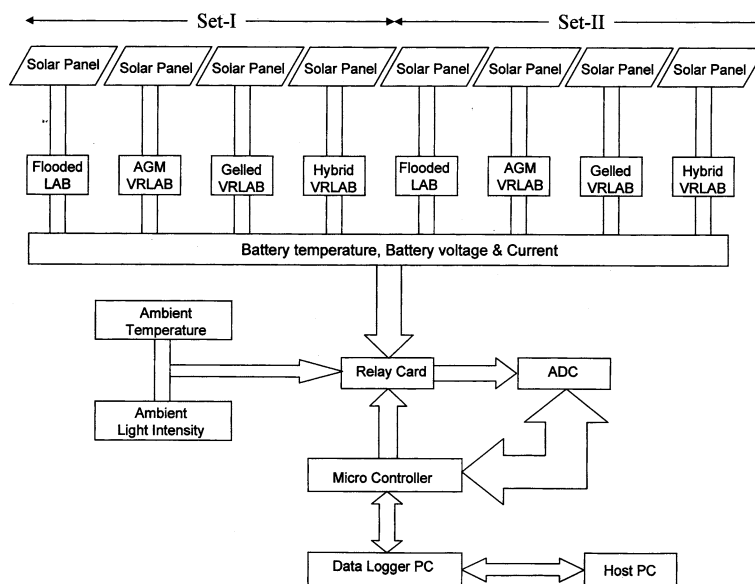 Set-I Set-II
Solar Panel Solar Panel Solar Panel Solar Panel Solar Panel Solar Panel Solar Panel Solar Panel
Flooded LAB
AGM VRLAB
Gelled VRLAB
Hybrid VRLAB
Flooded LAB
AGM VRLAB
Gelled VRLAB
Hybrid VRLAB
Battery temperature, Battery voltage & Current
Ambient
Temperature
Relay Card
ADC
Ambient
Light Intensity
Micro Controller
Data Logger PC
Host PC